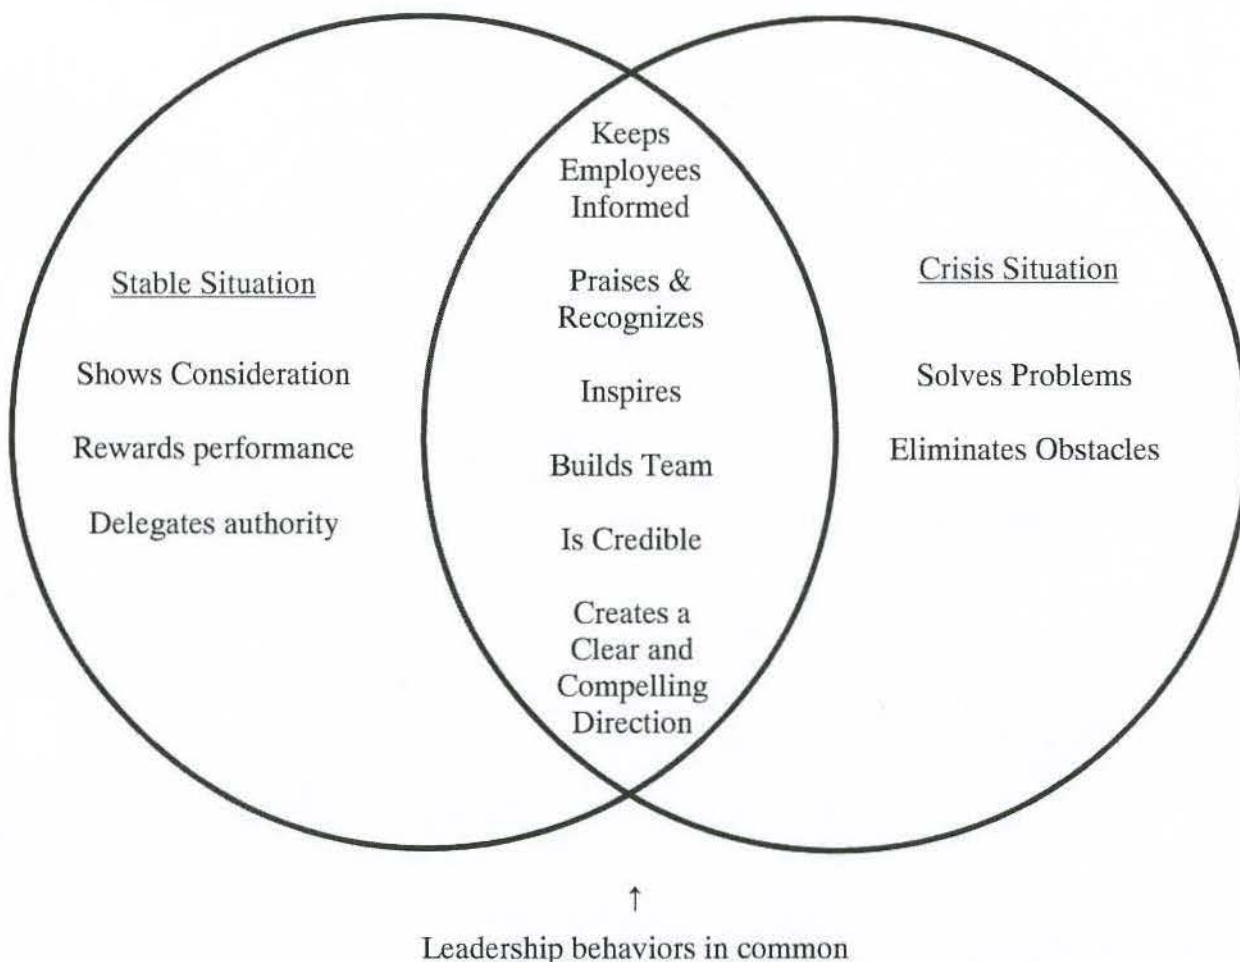 Stable Situation
Shows Consideration
Rewards performance
Delegates authority
Keeps
Employees
Informed
Praises &
Recognizes
Inspires
Builds Team
Is Credible
Creates a
Clear and
Compelling
Direction
Crisis Situation
Solves Problems
Eliminates Obstacles
↑
Leadership behaviors in common